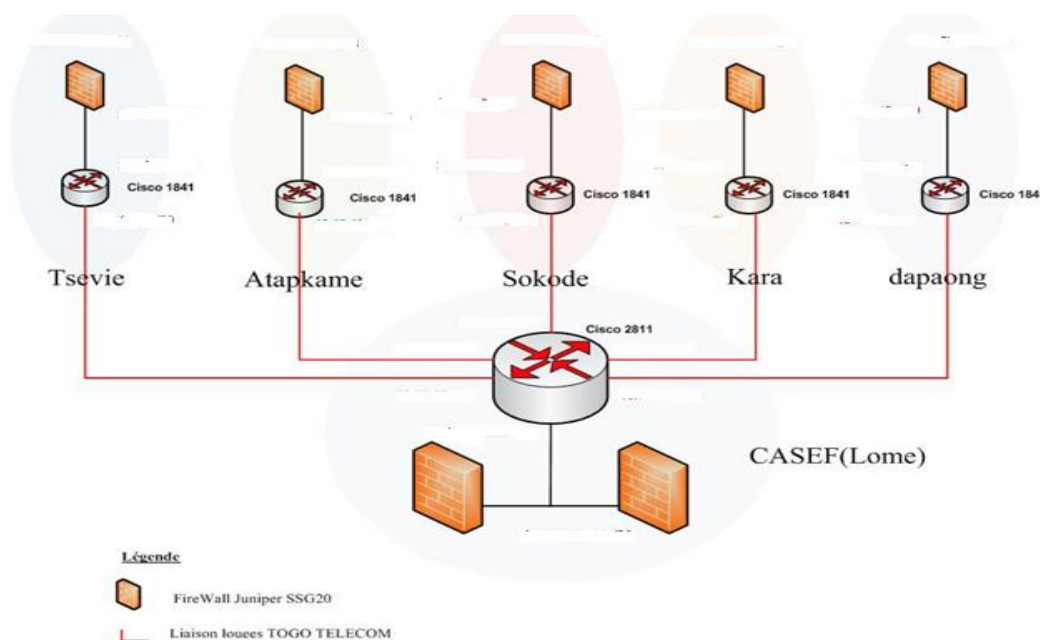 Cisco 1841
Cisco 1841
Cisco 1841
Cisco 1841
Cisco 184
Tsevie
Atapkame
Sokode
Kara
dapaong
Cisco 2811
CASEF(Lome)
Légende
FireWall Juniper SSG20
Liaison louees TOGO TELECOM